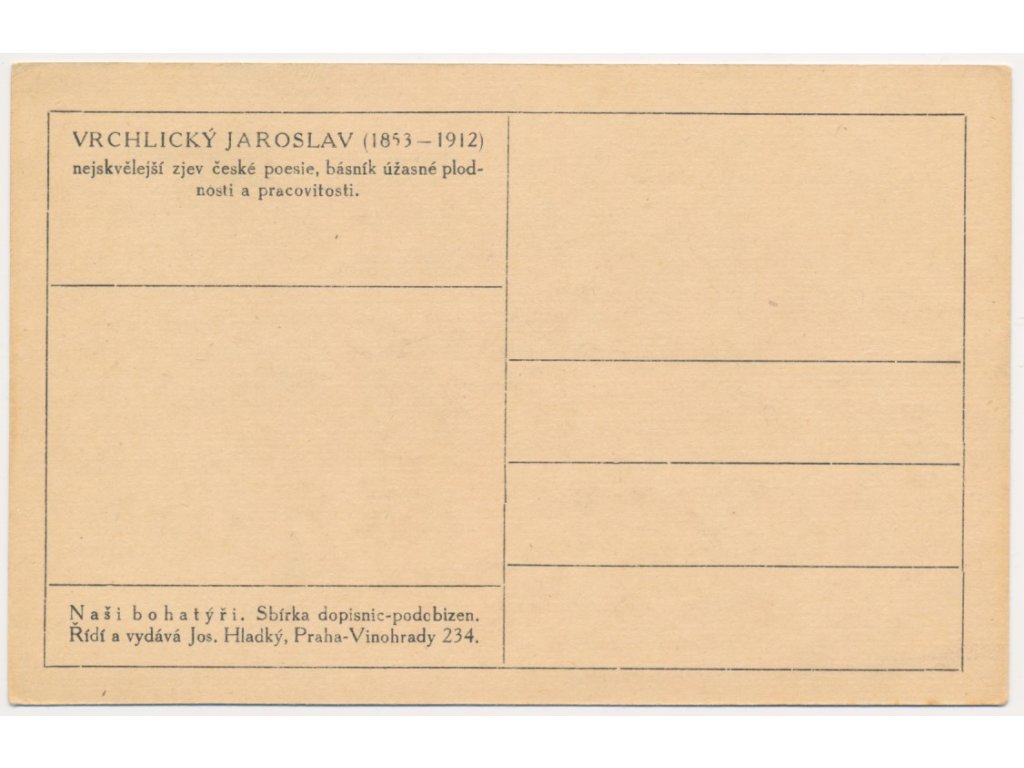 VRCHLICKÝ JAROSLAV (1853–1912)
nejskvělejší zjev české poesie, básník úžasné plod-
nosti a pracovitosti.
Naši bohatýři. Sbírka dopisnic-podobizen.
Řídí a vydává Jos. Hladký, Praha-Vinohrady 234.